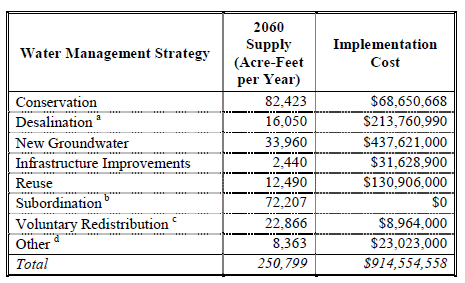 Water Management Strategy 2060 Supply (Acre-Feet per Year) Implementation Cost
Conservation 82,423 $68,650,668
Desalination a 16,050 $213,760,990
New Groundwater 33,960 $437,621,000
Infrastructure Improvements 2,440 $31,628,900
Reuse 12,490 $130,906,000
Subordination b 72,207 $0
Voluntary Redistribution c 22,866 $8,964,000
Other d 8,363 $23,023,000
Total 250,799 $914,554,558